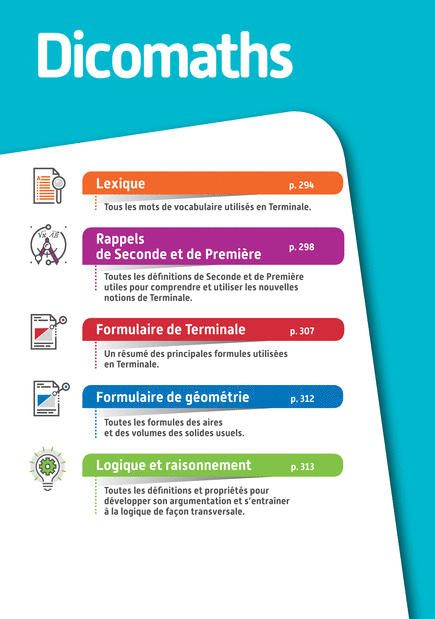 Dicomaths
Lexique p. 294
Tous les mots de vocabulaire utilisés en Terminale.
Rappels
de Seconde et de Première p. 298
Toutes les définitions de Seconde et de Première
utiles pour comprendre et utiliser les nouvelles
notions de Terminale.
Formulaire de Terminale p. 307
Un résumé des principales formules utilisées
en Terminale.
Formulaire de géométrie p. 312
Toutes les formules des aires
et des volumes des solides usuels.
Logique et raisonnement p. 313
Toutes les définitions et propriétés pour
développer son argumentation et s'entraîner
à la logique de façon transversale.